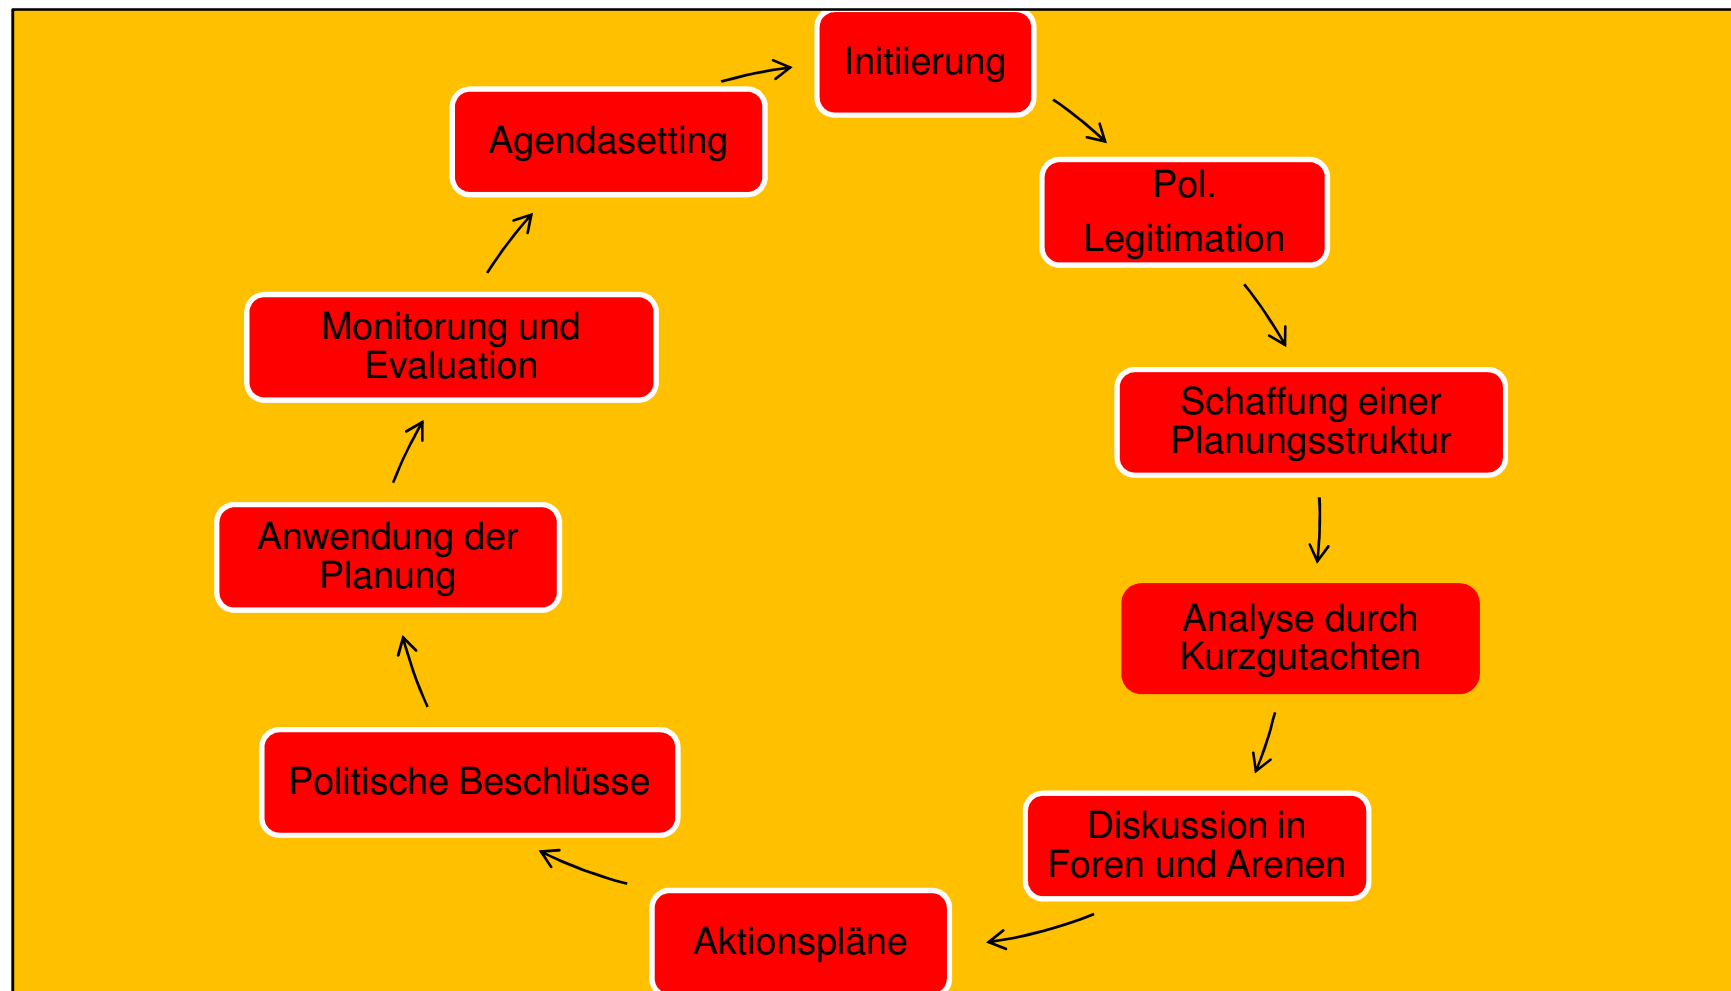 Initiierung
Pol.
Legitimation
Schaffung einer
Planungsstruktur
Analyse durch
Kurzgutachten
Diskussion in
Foren und Arenen
Aktionspläne
Politische Beschlüsse
Anwendung der
Planung
Monitorung und
Evaluation
Agendasetting